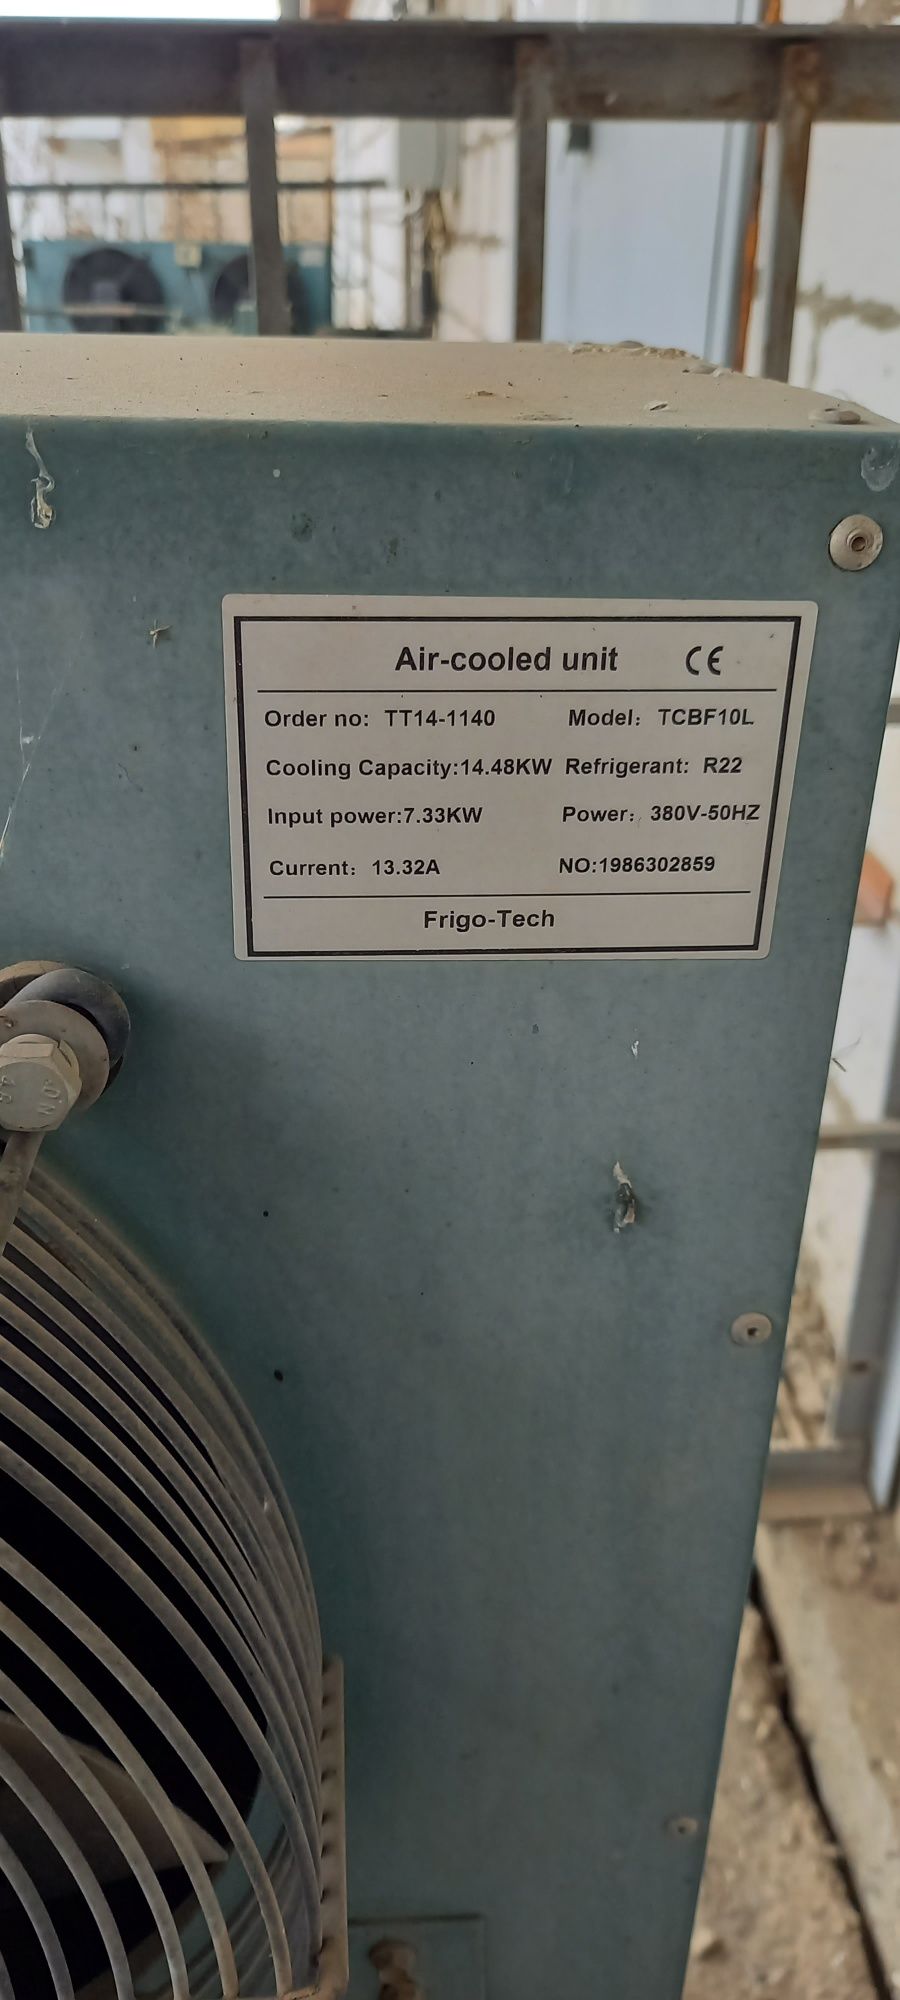 Air-cooled unit CE
Order no: TT14-1140 Model: TCBF10L
Cooling Capacity:14.48KW Refrigerant: R22
Input power:7.33KW Power: 380V-50HZ
Current: 13.32A NO:1986302859
Frigo-Tech